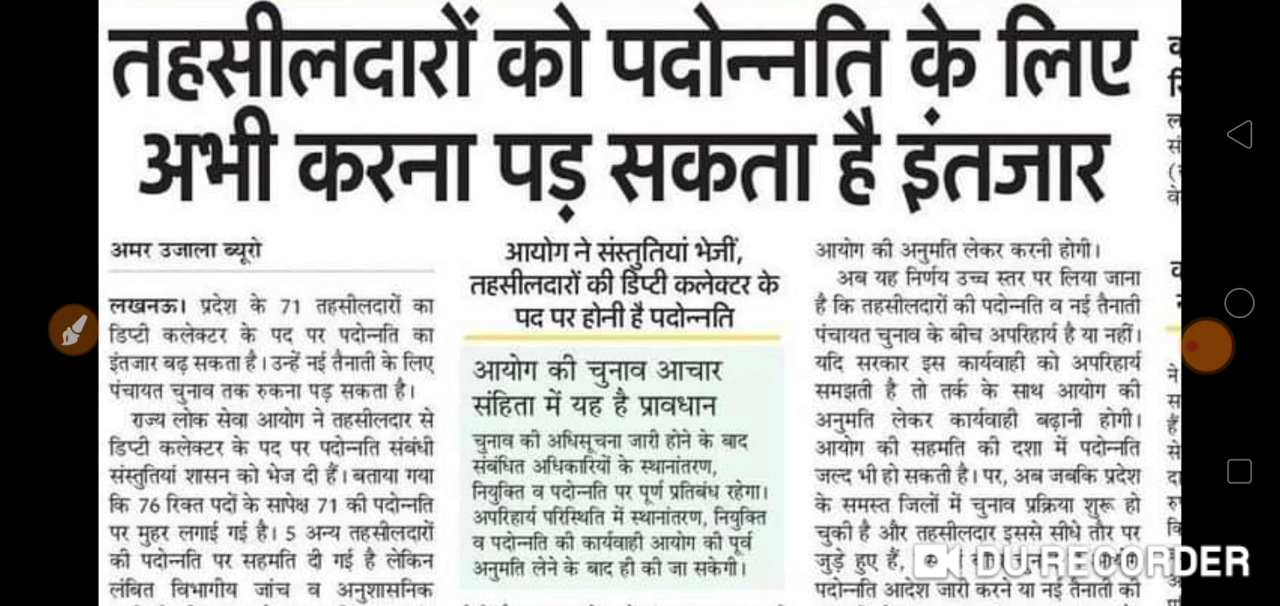 तहसीलदारों को पदोन्नति के लिए
अभी करना पड़ सकता है इंतजार
अमर उजाला ब्यूरो
लखनऊ। प्रदेश के 71 तहसीलदारों का
डिप्टी कलेक्टर के पद पर पदोन्नति का
इंतजार बढ़ सकता है। उन्हें नई तैनाती के लिए
पंचायत चुनाव तक रुकना पड़ सकता है।
राज्य लोक सेवा आयोग ने तहसीलदार से
डिप्टी कलेक्टर के पद पर पदोन्नति संबंधी
संस्तुतियां शासन को भेज दी हैं। बताया गया
कि 76 रिक्त पदों के सापेक्ष 71 की पदोन्नति
पर मुहर लगाई गई है। 5 अन्य तहसीलदारों
की पदोन्नति पर सहमति दी गई है लेकिन
लंबित विभागीय जांच व अनुशासनिक
आयोग ने संस्तुतियां भेजीं,
तहसीलदारों की डिप्टी कलेक्टर के
पद पर होनी है पदोन्नति
आयोग की चुनाव आचार
संहिता में यह है प्रावधान
चुनाव की अधिसूचना जारी होने के बाद
संबंधित अधिकारियों के स्थानांतरण,
नियुक्ति व पदोन्नति पर पूर्ण प्रतिबंध रहेगा।
अपरिहार्य परिस्थिति में स्थानांतरण, नियुक्ति
व पदोन्नति की कार्यवाही आयोग की पूर्व
अनुमति लेने के बाद ही की जा सकेगी।
आयोग की अनुमति लेकर करनी होगी।
अब यह निर्णय उच्च स्तर पर लिया जाना
है कि तहसीलदारों की पदोन्नति व नई तैनाती
पंचायत चुनाव के बीच अपरिहार्य है या नहीं।
यदि सरकार इस कार्यवाही को अपरिहार्य
समझती है तो तर्क के साथ आयोग की
अनुमति लेकर कार्यवाही बढ़ानी होगी।
आयोग की सहमति की दशा में पदोन्नति
जल्द भी हो सकती है। पर, अब जबकि प्रदेश
के समस्त जिलों में चुनाव प्रक्रिया शुरू हो
चुकी है और तहसीलदार इससे सीधे तौर पर
जुड़े हुए हैं,
पदोन्नति आदेश जारी करने या नई तैनाती को
DU RECORDER